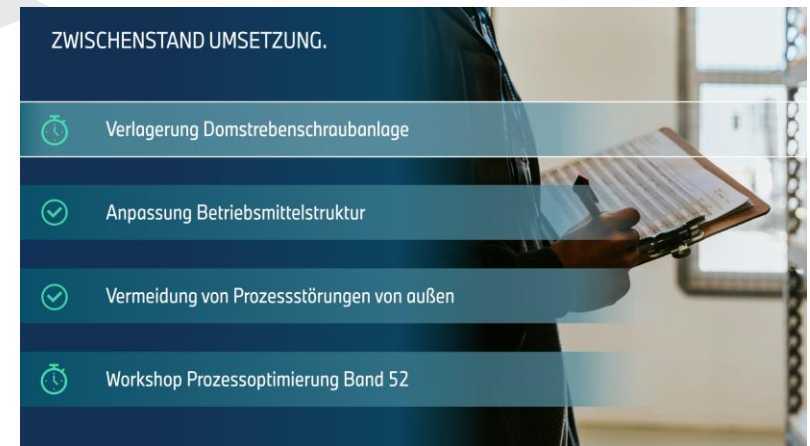 ZWISCHENSTAND UMSETZUNG.
Verlagerung Domstrebenschraubanlage
Anpassung Betriebsmittelstruktur
Vermeidung von Prozessstörungen von außen
Workshop Prozessoptimierung Band 52